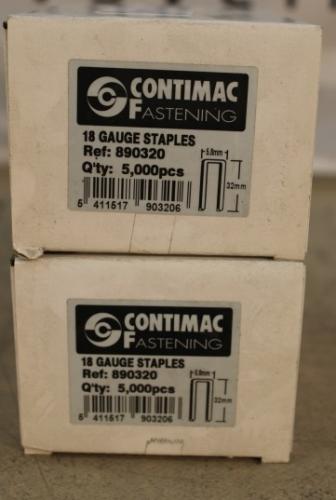 CONTIMAC
FASTENING
18 GAUGE STAPLES
Ref: 890320
Q'ty: 5,000pcs
5.8mm
32mm
5 411517 903206
CONTIMAC
FASTENING
18 GAUGE STAPLES
Ref: 890320
Q'ty: 5,000pcs
5.8mm
32mm
5 411517 903206